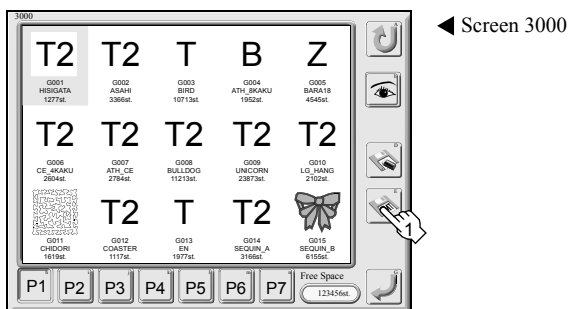 3000
Screen 3000
T2 T2 T B Z
G001 G002 G003 G004 G005
HISIGATA ASAHI BIRD ATH_8KAKU BARA18
1277st. 3366st. 10713st. 1952st. 4545st.
T2 T2 T2 T2 T2
G006 G007 G008 G009 G010
CE_4KAKU ATH_CE BULLDOG UNICORN LG_HANG
2604st. 2784st. 11213st. 23873st. 2102st.
T2 T T2
G011 G012 G013 G014 G015
CHIDORI COASTER EN SEQUIN_A SEQUIN_B
1619st. 1117st. 1977st. 3166st. 6155st.
1
P1 P2 P3 P4 P5 P6 P7 Free Space
123456st.